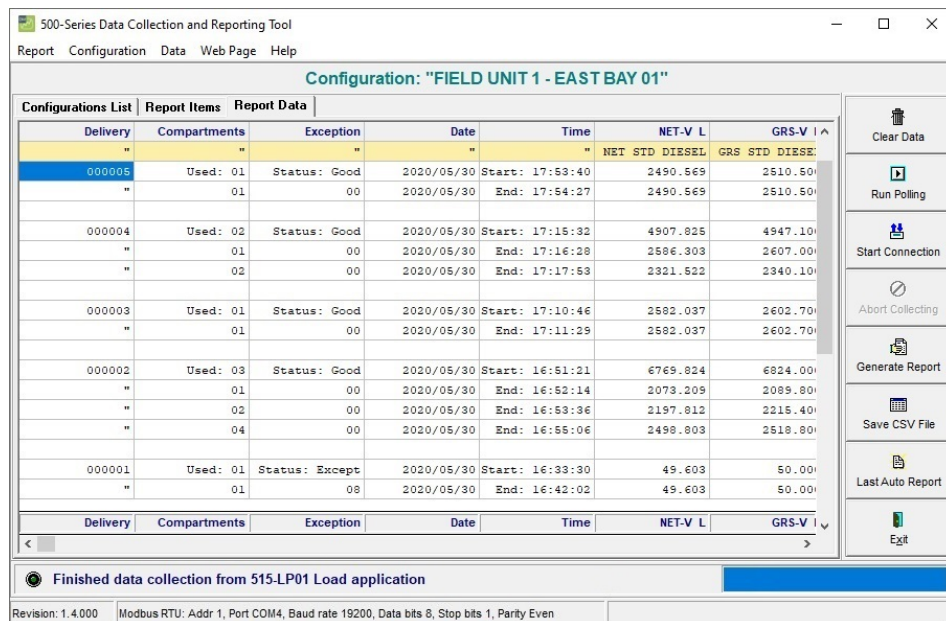 500-Series Data Collection and Reporting Tool
Report Configuration Data Web Page Help
Configuration: "FIELD UNIT 1 - EAST BAY 01"
Configurations List Report Items Report Data
Delivery Compartments Exception Date Time NET-V L GRS-V
" " " " " NET STD DIESEL GRS STD DIESE
000005 Used: 01 Status: Good 2020/05/30 Start: 17:53:40 2490.569 2510.50
" 01 00 2020/05/30 End: 17:54:27 2490.569 2510.50
000004 Used: 02 Status: Good 2020/05/30 Start: 17:15:32 4907.825 4947.10
" 01 00 2020/05/30 End: 17:16:28 2586.303 2607.00
" 02 00 2020/05/30 End: 17:17:53 2321.522 2340.10
000003 Used: 01 Status: Good 2020/05/30 Start: 17:10:46 2582.037 2602.70
" 01 00 2020/05/30 End: 17:11:29 2582.037 2602.70
000002 Used: 03 Status: Good 2020/05/30 Start: 16:51:21 6769.824 6824.00
" 01 00 2020/05/30 End: 16:52:14 2073.209 2089.80
" 02 00 2020/05/30 End: 16:53:36 2197.812 2215.40
" 04 00 2020/05/30 End: 16:55:06 2498.803 2518.80
000001 Used: 01 Status: Except 2020/05/30 Start: 16:33:30 49.603 50.00
" 01 08 2020/05/30 End: 16:42:02 49.603 50.00
Delivery Compartments Exception Date Time NET-V L GRS-V
Clear Data
Run Polling
Start Connection
Abort Collecting
Generate Report
Save CSV File
Last Auto Report
Exit
Finished data collection from 515-LP01 Load application
Revision: 1.4.000 Modbus RTU: Addr 1, Port COM4, Baud rate 19200, Data bits 8, Stop bits 1, Parity Even